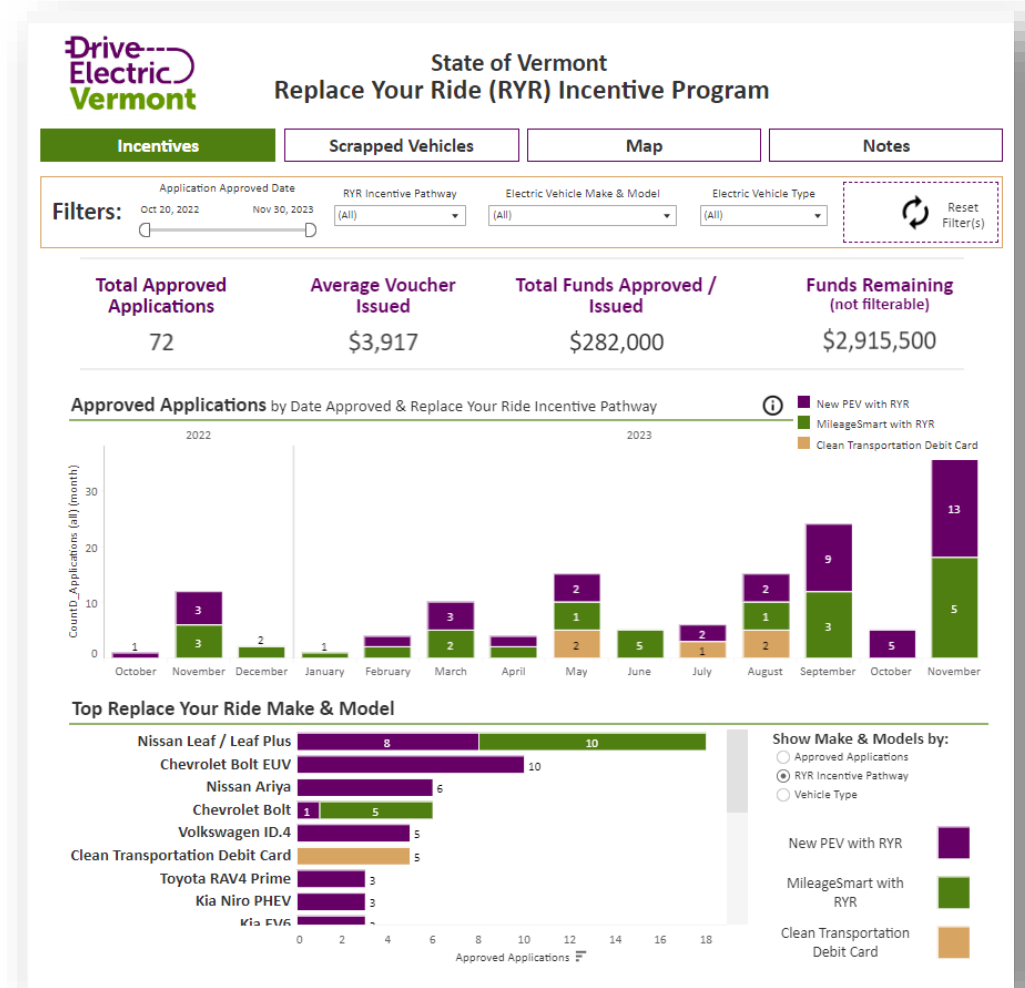 Drive
Electric
Vermont
State of Vermont
Replace Your Ride (RYR) Incentive Program
Incentives
Scrapped Vehicles
Map
Notes
Filters:
Application Approved Date
Oct 20, 2022
Nov 30, 2023
RYR Incentive Pathway
(All)
Electric Vehicle Make & Model
(All)
Electric Vehicle Type
(All)
Reset
Filter(s)
Total Approved
Applications
72
Average Voucher
Issued
$3,917
Total Funds Approved /
Issued
$282,000
Funds Remaining
(not filterable)
$2,915,500
Approved Applications by Date Approved & Replace Your Ride Incentive Pathway
New PEV with RYR
MileageSmart with RYR
Clean Transportation Debit Card
2022
2023
CountD_Applications (all) (month)
30
20
10
0
1
3
3
2
1
3
2
2
1
2
5
2
1
2
1
2
9
3
5
13
5
October
November
December
January
February
March
April
May
June
July
August
September
October
November
Top Replace Your Ride Make & Model
Nissan Leaf / Leaf Plus
8
10
Chevrolet Bolt EUV
10
Nissan Ariya
6
Chevrolet Bolt
1
5
Volkswagen ID.4
5
Clean Transportation Debit Card
5
Toyota RAV4 Prime
3
Kia Niro PHEV
3
Kia EV6
0
2
4
6
8
10
12
14
16
18
Approved Applications
Show Make & Models by:
Approved Applications
RYR Incentive Pathway
Vehicle Type
New PEV with RYR
MileageSmart with
RYR
Clean Transportation
Debit Card